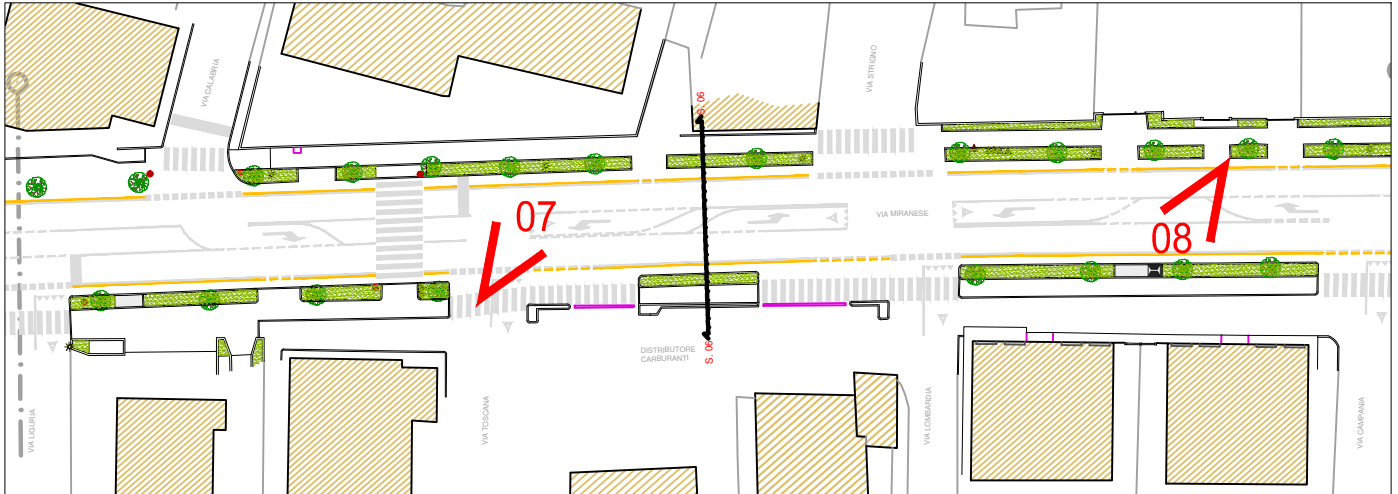 VIA CALABRIA
S. 06
VIA STRIGNO
07
VIA MIRANESE
08
DISTRIBUTORE
CARBURANTI
S. 06
VIA LIGURIA
VIA TOSCANA
VIA LOMBARDIA
VIA CAMPANIA